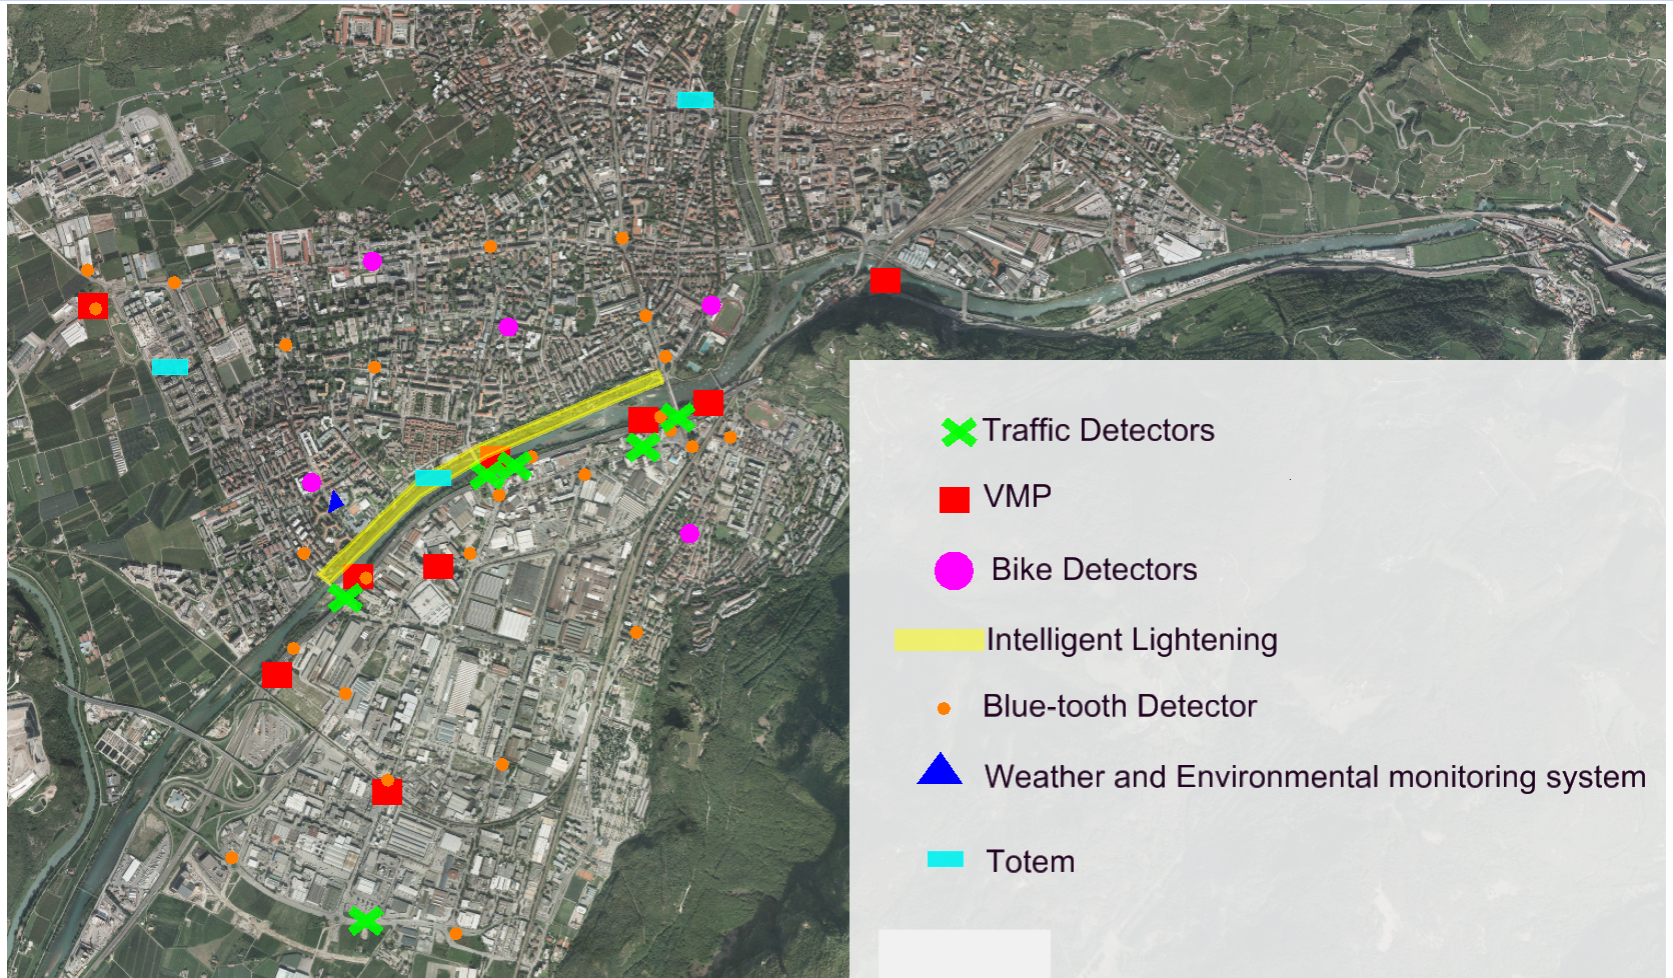 Traffic Detectors
VMP
Bike Detectors
Intelligent Lightening
Blue-tooth Detector
Weather and Environmental monitoring system
Totem